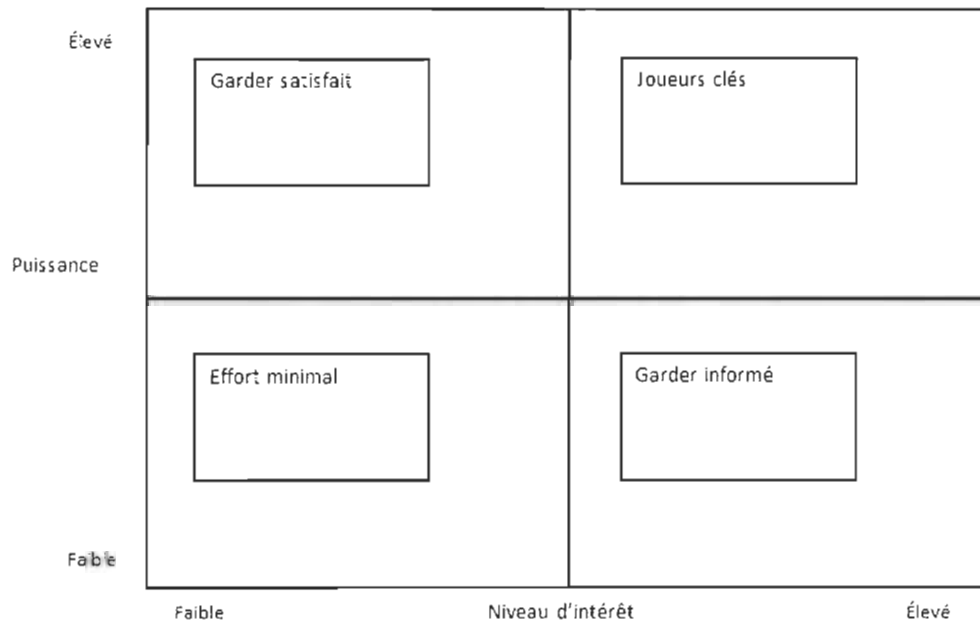 Élevé
Garder satisfait
Joueurs clés
Puissance
Effort minimal
Garder informé
Faible
Faible
Niveau d'intérêt
Élevé